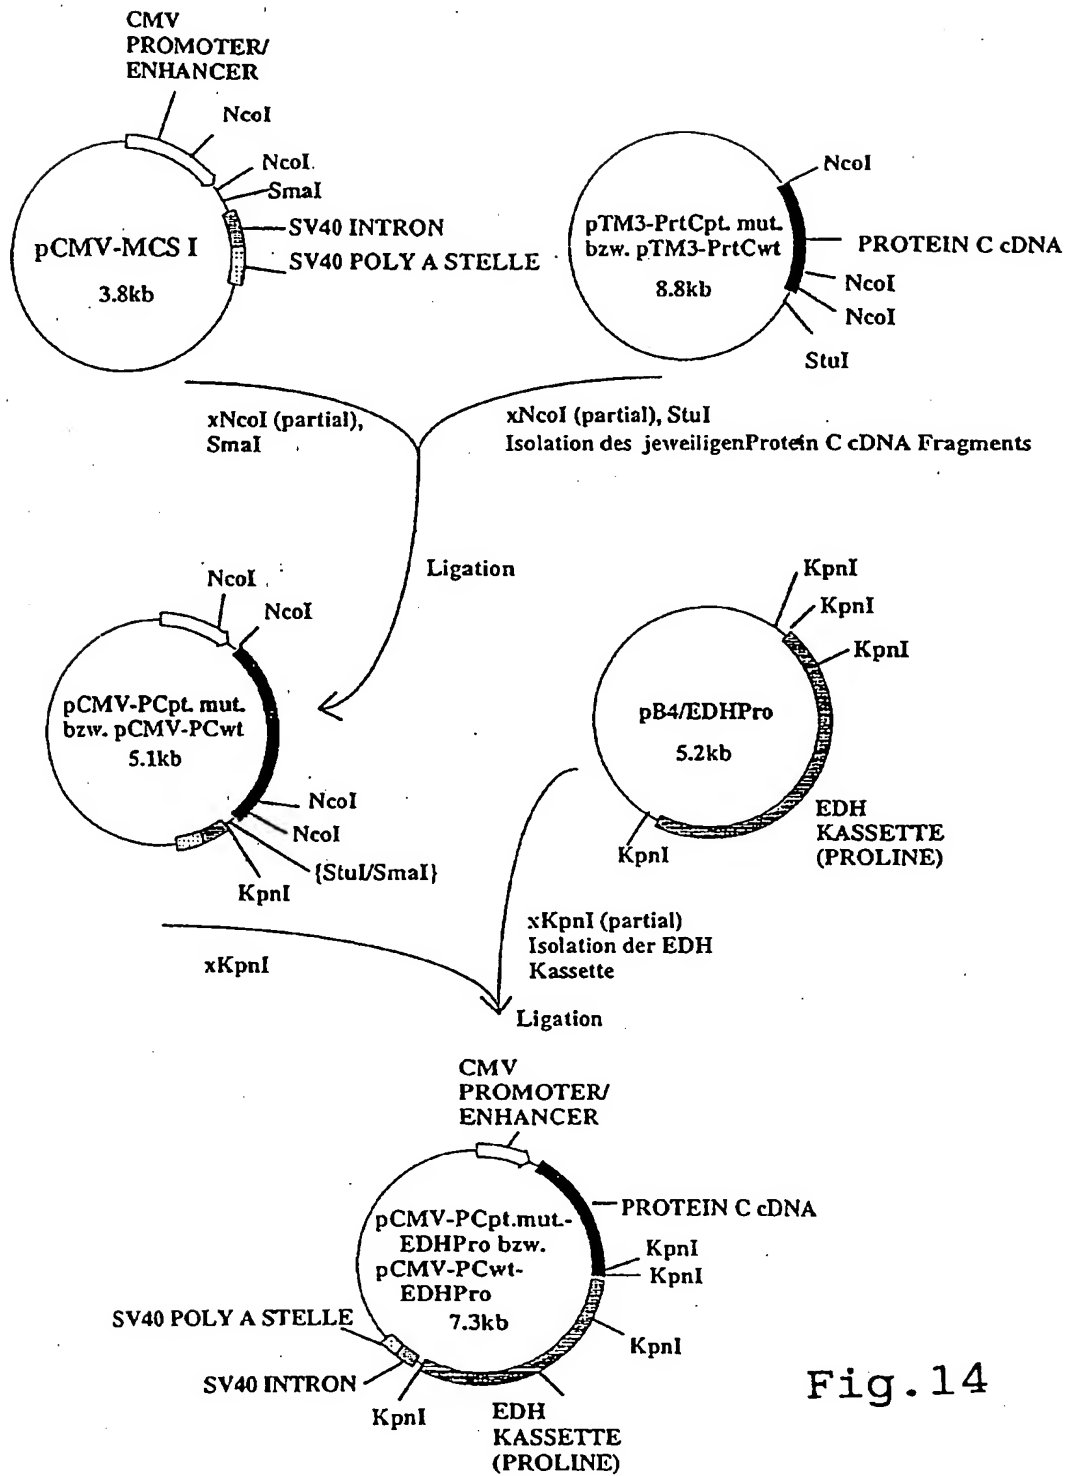 CMV
PROMOTER/
ENHANCER
NcoI
NcoI.
SmaI
SV40 INTRON
SV40 POLY A STELLE
pCMV-MCS I
3.8kb
NcoI
pTM3-PrtCpt. mut.
bzw. pTM3-PrtCwt
8.8kb
PROTEIN C cDNA
NcoI
NcoI
StuI
xNcoI (partial),
SmaI
xNcoI (partial), StuI
Isolation des jeweiligenProtein C cDNA Fragments
Ligation
NcoI
NcoI
pCMV-PCpt. mut.
bzw. pCMV-PCwt
5.1kb
NcoI
NcoI
{StuI/SmaI}
KpnI
KpnI
KpnI
KpnI
pB4/EDHPro
5.2kb
EDH
KASSETTE
(PROLINE)
KpnI
xKpnI
xKpnI (partial)
Isolation der EDH
Kassette
Ligation
CMV
PROMOTER/
ENHANCER
PROTEIN C cDNA
pCMV-PCpt.mut.-
EDHPro bzw.
pCMV-PCwt-
EDHPro
7.3kb
KpnI
KpnI
KpnI
SV40 POLY A STELLE
SV40 INTRON
KpnI
EDH
KASSETTE
(PROLINE)
Fig.14